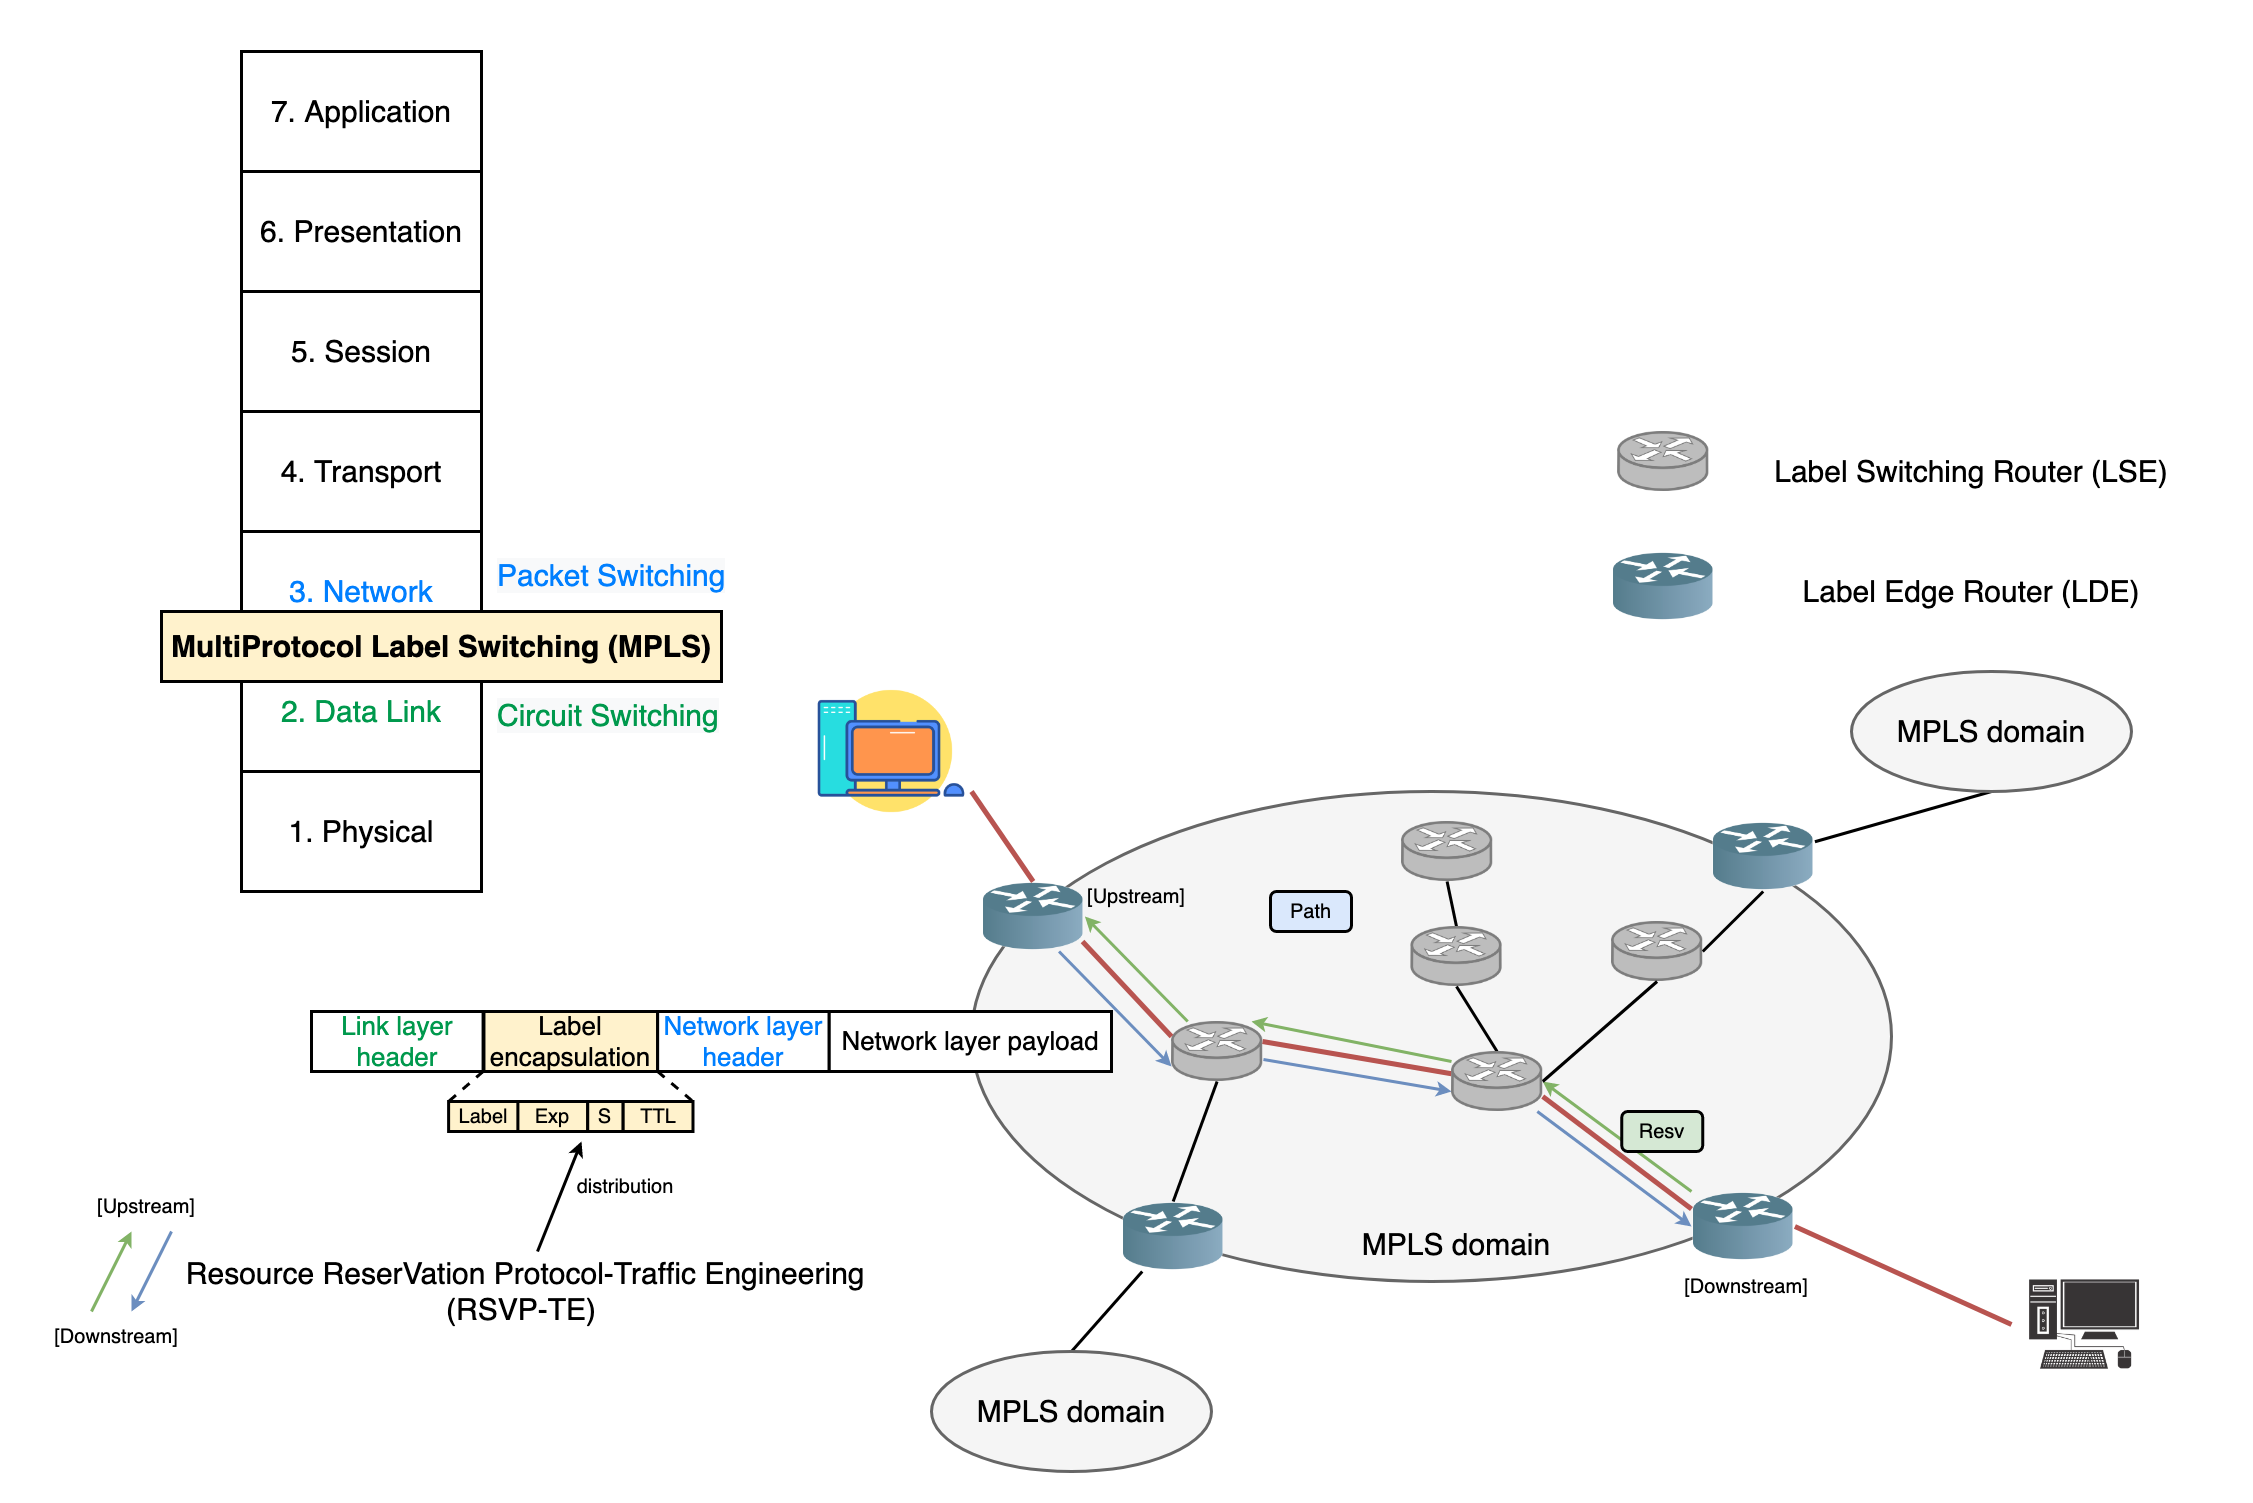 7. Application
6. Presentation
5. Session
4. Transport
3. Network
Packet Switching
MultiProtocol Label Switching (MPLS)
2. Data Link
Circuit Switching
1. Physical
Label Switching Router (LSE)
Label Edge Router (LDE)
MPLS domain
[Upstream]
Path
Link layer
header
Label
encapsulation
Network layer
header
Network layer payload
Label
Exp
S
TTL
distribution
Resource ReserVation Protocol-Traffic Engineering
(RSVP-TE)
[Upstream]
[Downstream]
Resv
MPLS domain
[Downstream]
MPLS domain